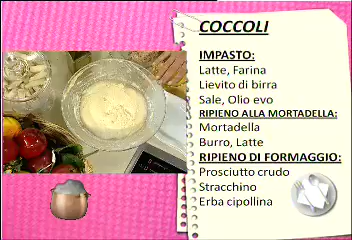 COCCOLI
IMPASTO:
Latte, Farina
Lievito di birra
Sale, Olio evo
RIPIENO ALLA MORTADELLA:
Mortadella
Burro, Latte
RIPIENO DI FORMAGGIO:
Prosciutto crudo
Stracchino
Erba cipollina